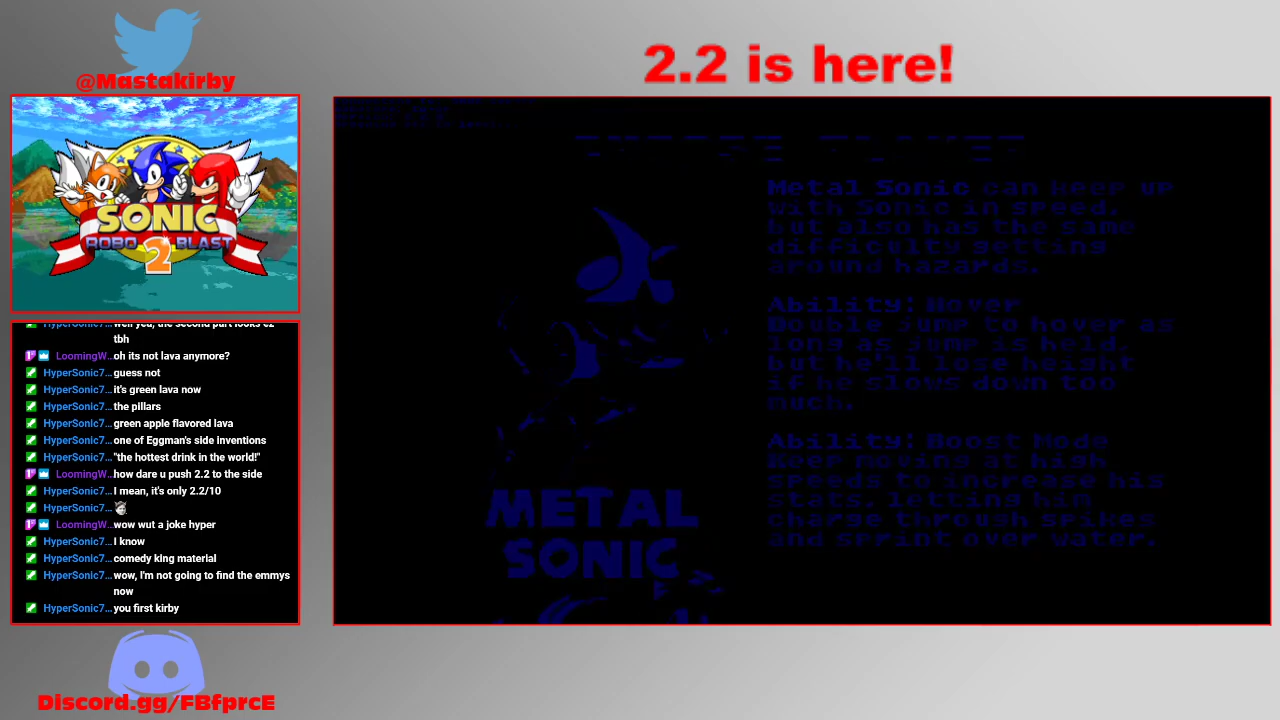 @Mastakirby
2.2 is here!
SONIC
ROBO BLAST
2
tbh
LoomingW... oh its not lava anymore?
HyperSonic7... guess not
HyperSonic7... it's green lava now
HyperSonic7... the pillars
HyperSonic7... green apple flavored lava
HyperSonic7... one of Eggman's side inventions
HyperSonic7... "the hottest drink in the world!"
LoomingW... how dare u push 2.2 to the side
HyperSonic7... I mean, it's only 2.2/10
HyperSonic7...
LoomingW... wow wut a joke hyper
HyperSonic7... I know
HyperSonic7... comedy king material
HyperSonic7... wow, I'm not going to find the emmys
now
HyperSonic7... you first kirby
Discord.gg/FBfprcE
Metal Sonic can keep up
with Sonic in speed,
but also has the same
difficulty getting
around hazards.
Ability: Hover
Double jump to hover as
long as jump is held,
but he'll lose height
if he slows down too
much.
Ability: Boost Mode
Keep moving at high
speeds to increase his
stats, letting him
charge through spikes
and sprint over water.
METAL
SONIC